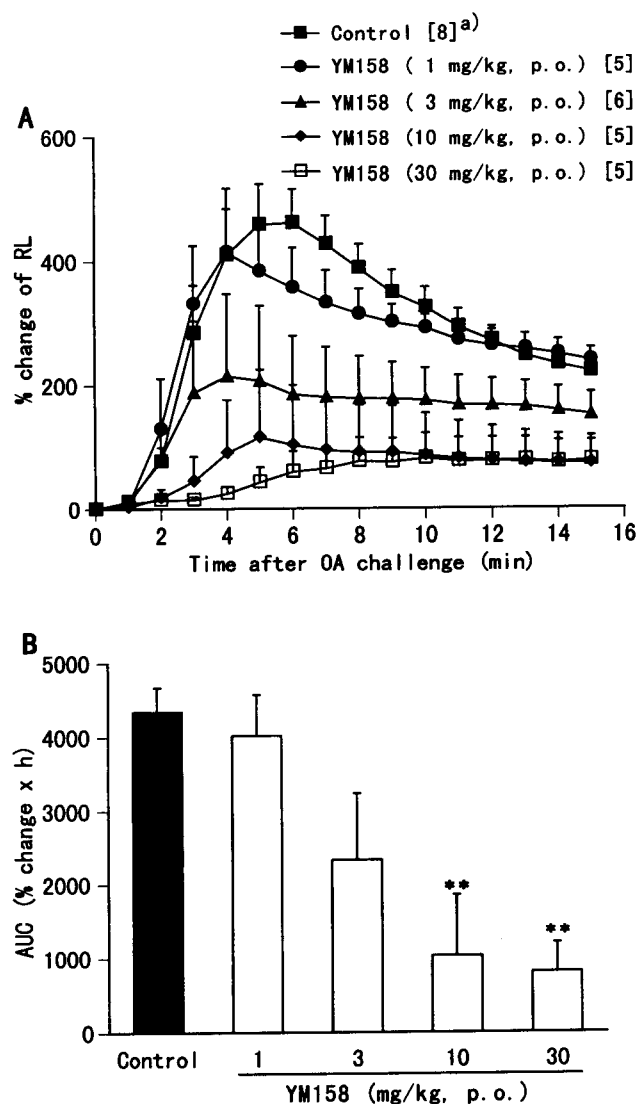 Control [8]a)
YM158 ( 1 mg/kg, p.o.) [5]
YM158 ( 3 mg/kg, p.o.) [6]
YM158 (10 mg/kg, p.o.) [5]
YM158 (30 mg/kg, p.o.) [5]
A
600
400
200
0
% change of RL
0 2 4 6 8 10 12 14 16
Time after OA challenge (min)
B
5000
4000
3000
2000
1000
0
AUC (% change x h)
** **
Control 1 3 10 30
YM158 (mg/kg, p.o.)